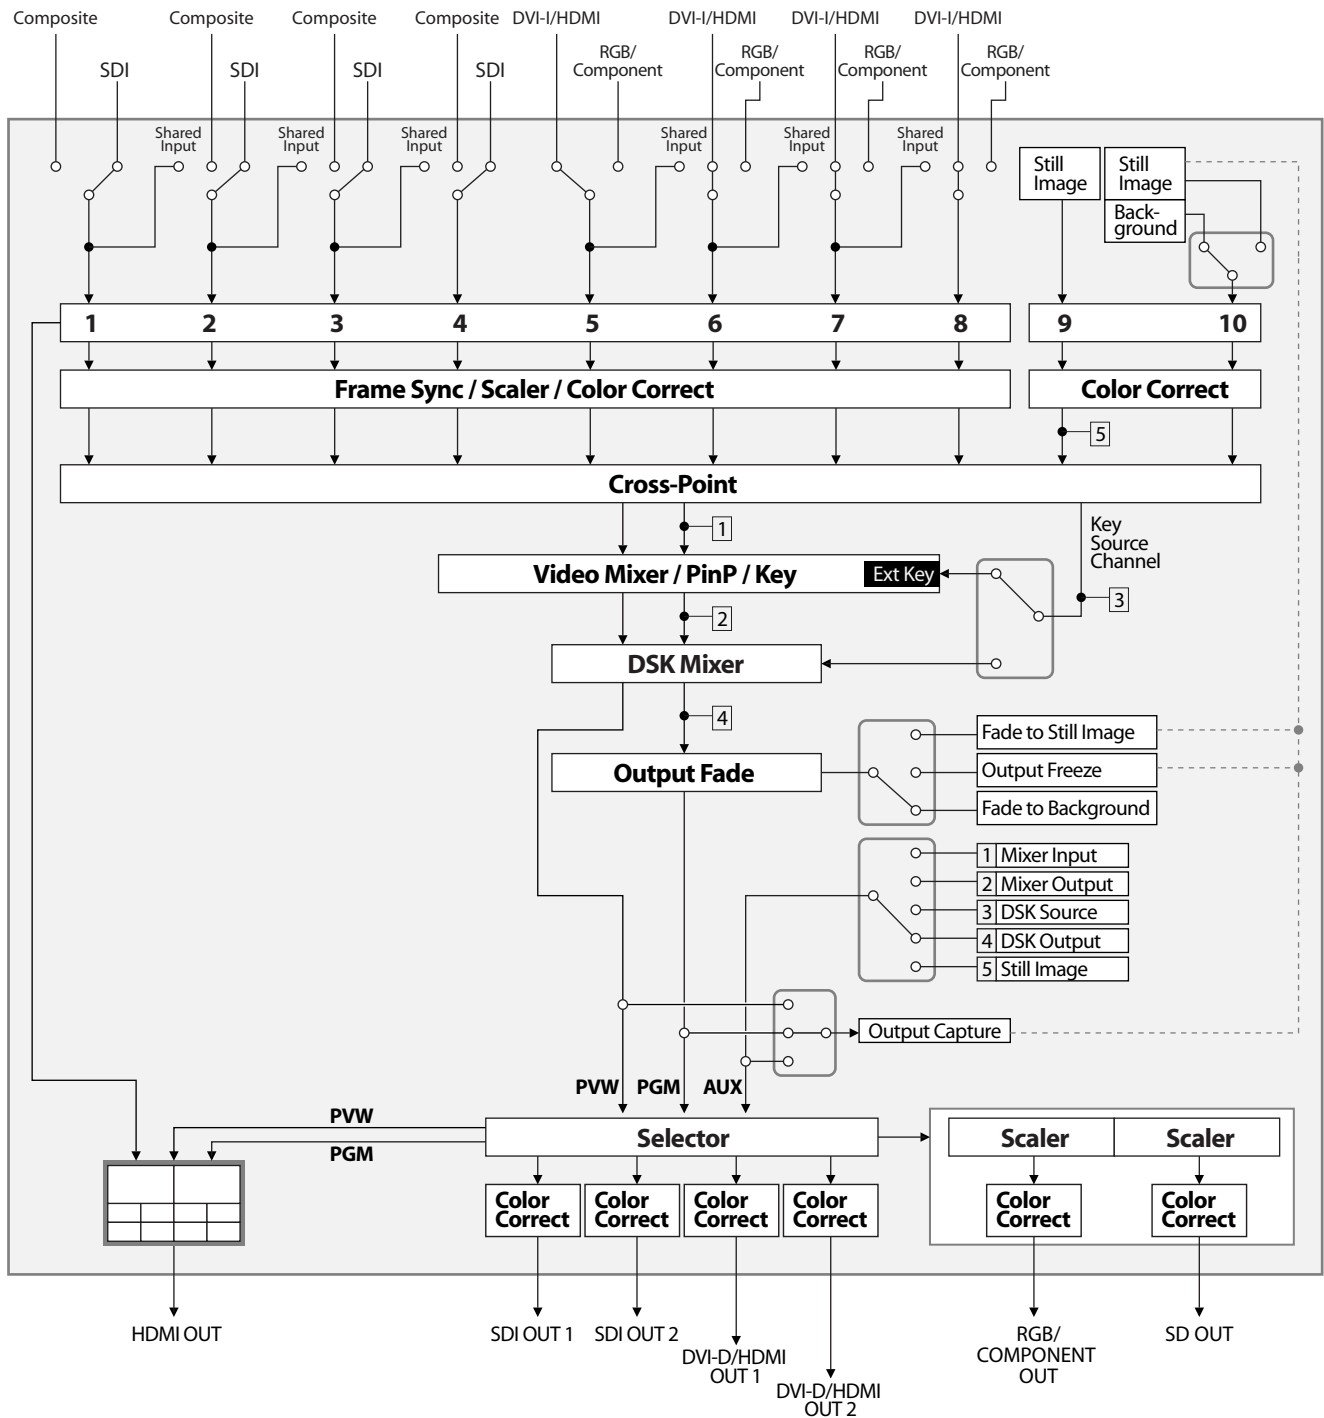 Composite
Composite
Composite
Composite
DVI-I/HDMI
DVI-I/HDMI
DVI-I/HDMI
DVI-I/HDMI
SDI
SDI
SDI
SDI
RGB/
Component
RGB/
Component
RGB/
Component
RGB/
Component
Shared
Input
Shared
Input
Shared
Input
Shared
Input
Shared
Input
Shared
Input
Still
Image
Still
Image
Back-
ground
1
2
3
4
5
6
7
8
9
10
Frame Sync / Scaler / Color Correct
Color Correct
5
Cross-Point
1
Key
Source
Channel
Video Mixer / PinP / Key
Ext Key
3
2
DSK Mixer
4
Output Fade
Fade to Still Image
Output Freeze
Fade to Background
1 Mixer Input
2 Mixer Output
3 DSK Source
4 DSK Output
5 Still Image
Output Capture
PVW
PGM
AUX
PVW
PGM
Selector
Scaler
Scaler
Color
Correct
Color
Correct
Color
Correct
Color
Correct
Color
Correct
Color
Correct
HDMI OUT
SDI OUT 1
SDI OUT 2
DVI-D/HDMI
OUT 1
DVI-D/HDMI
OUT 2
RGB/
COMPONENT
OUT
SD OUT